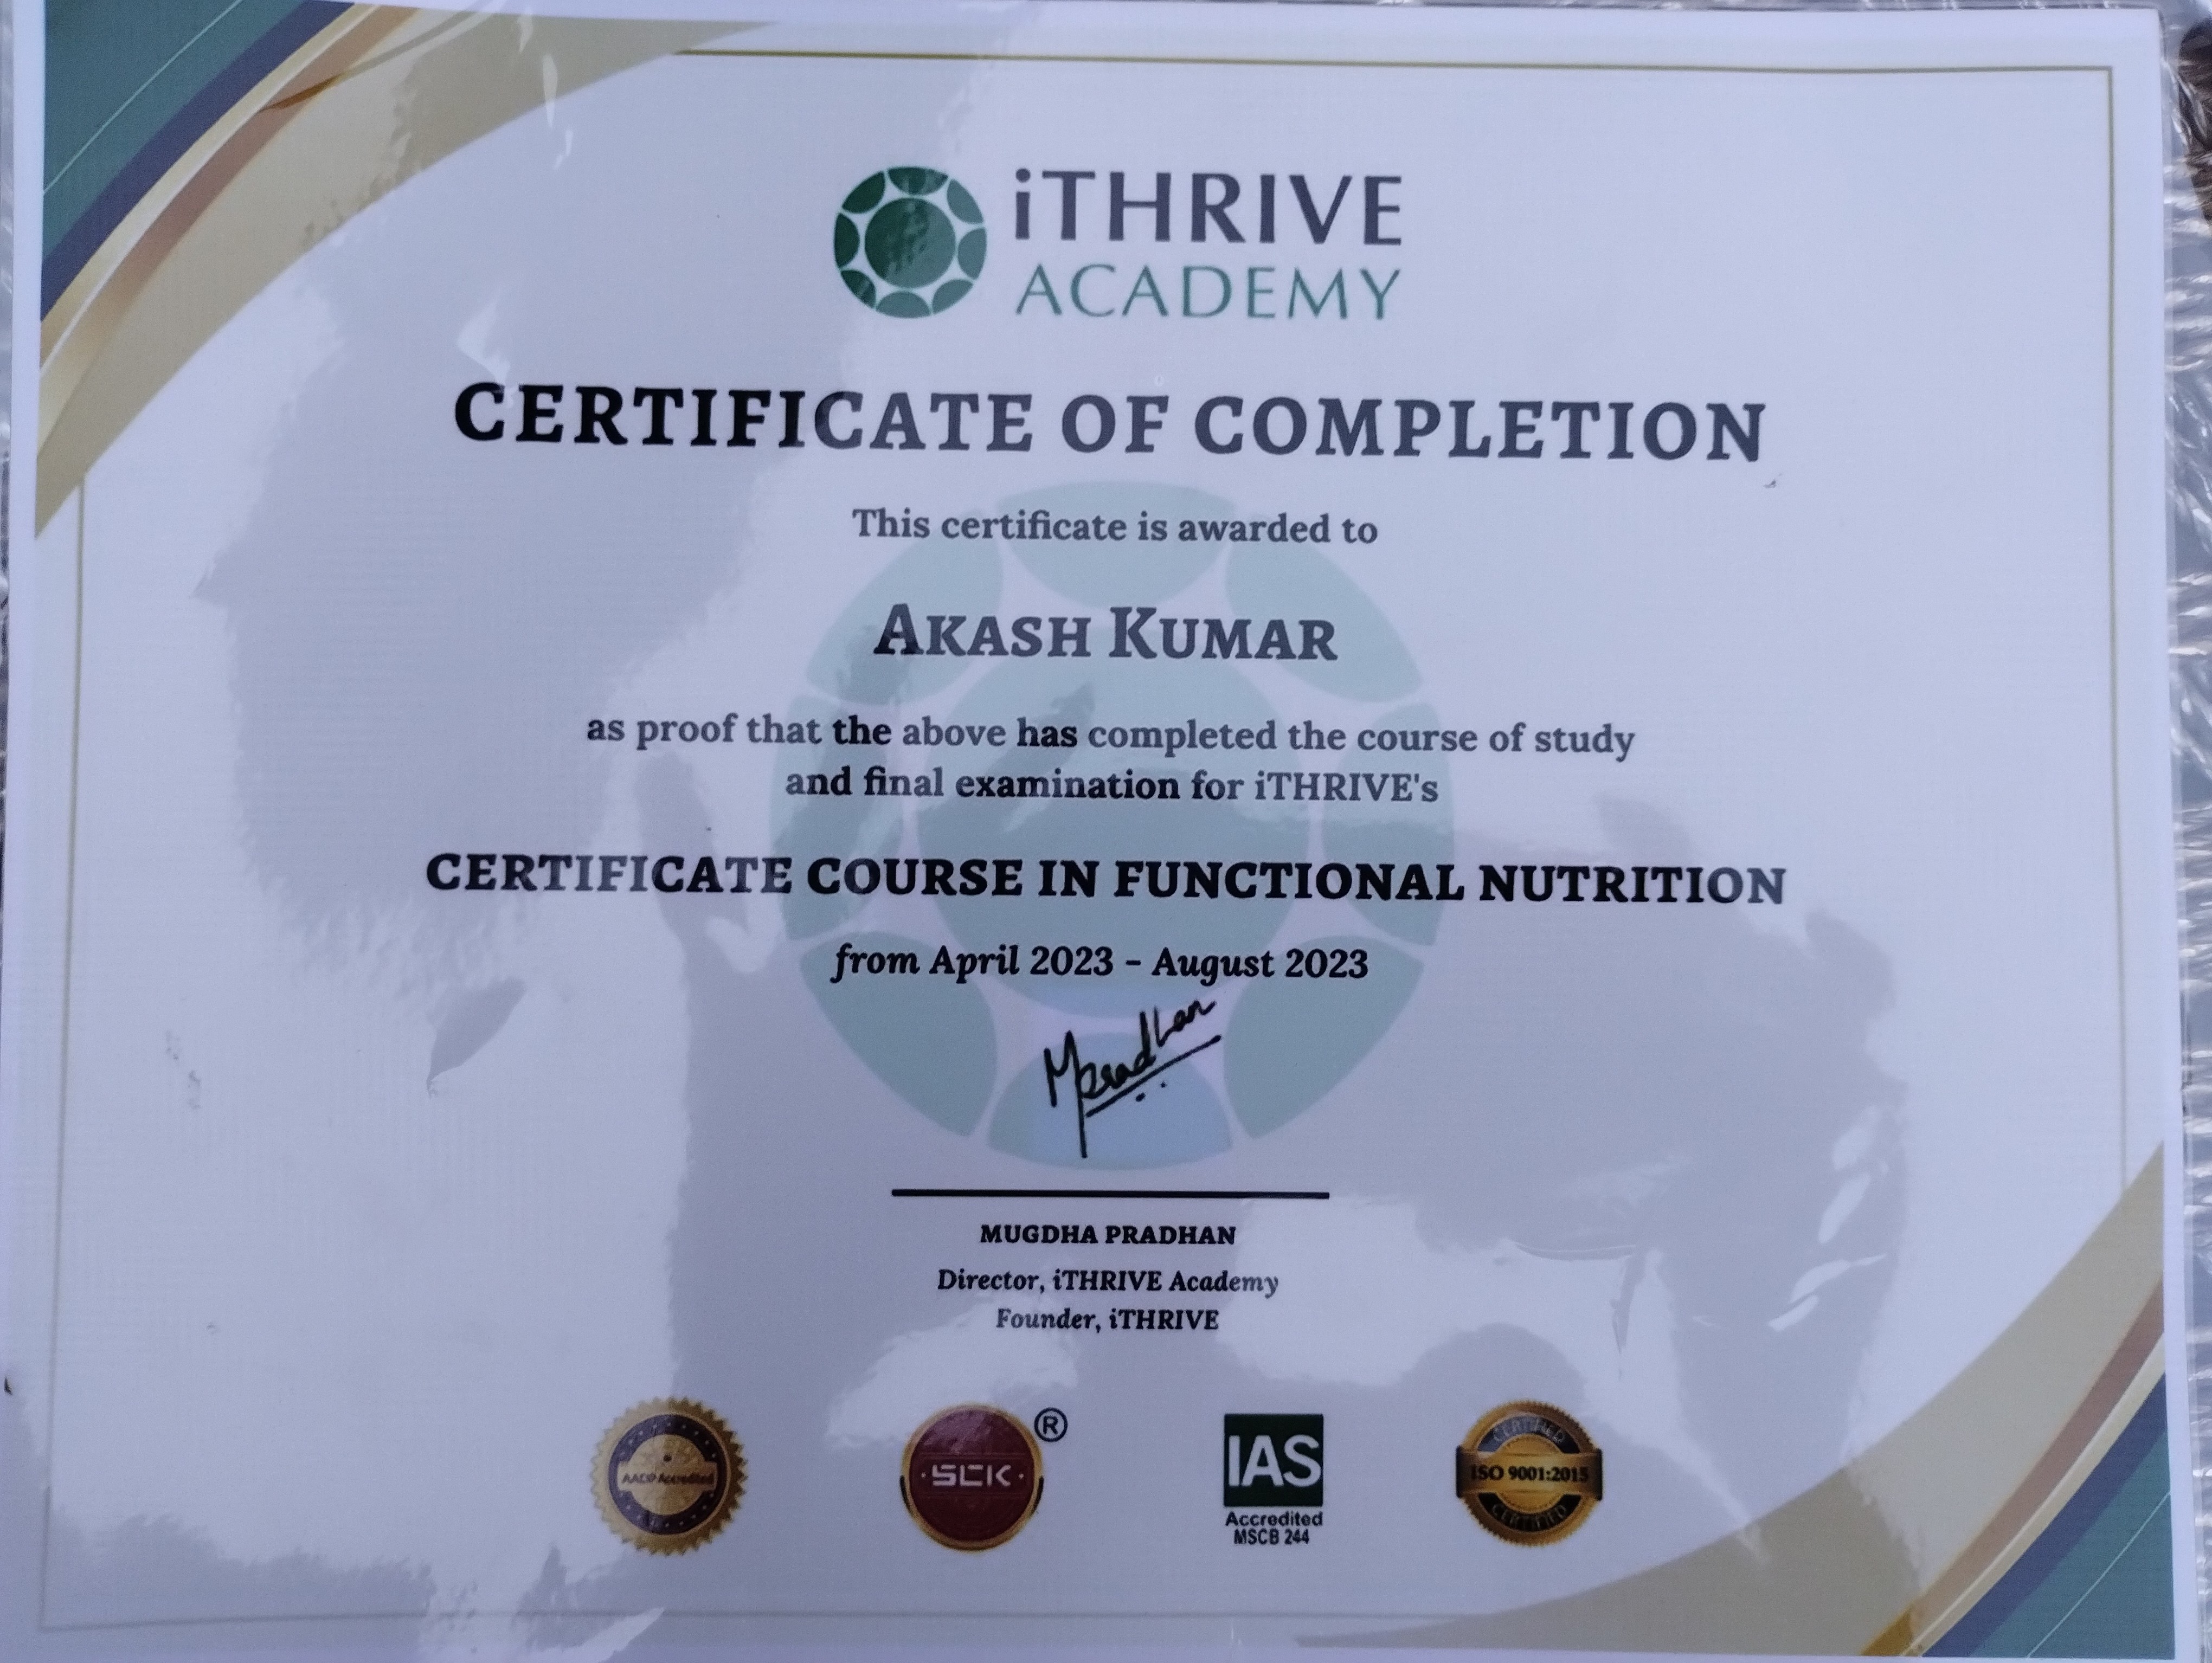 iTHRIVE
ACADEMY
CERTIFICATE OF COMPLETION
This certificate is awarded to
AKASH KUMAR
as proof that the above has completed the course of study
and final examination for iTHRIVE's
CERTIFICATE COURSE IN FUNCTIONAL NUTRITION
from April 2023 - August 2023
MPradhan
MUGDHA PRADHAN
Director, iTHRIVE Academy
Founder, iTHRIVE
AADP Accredited
SCK ®
IAS
Accredited
MSCB 244
CERTIFIED
ISO 9001:2015
CERTIFIED